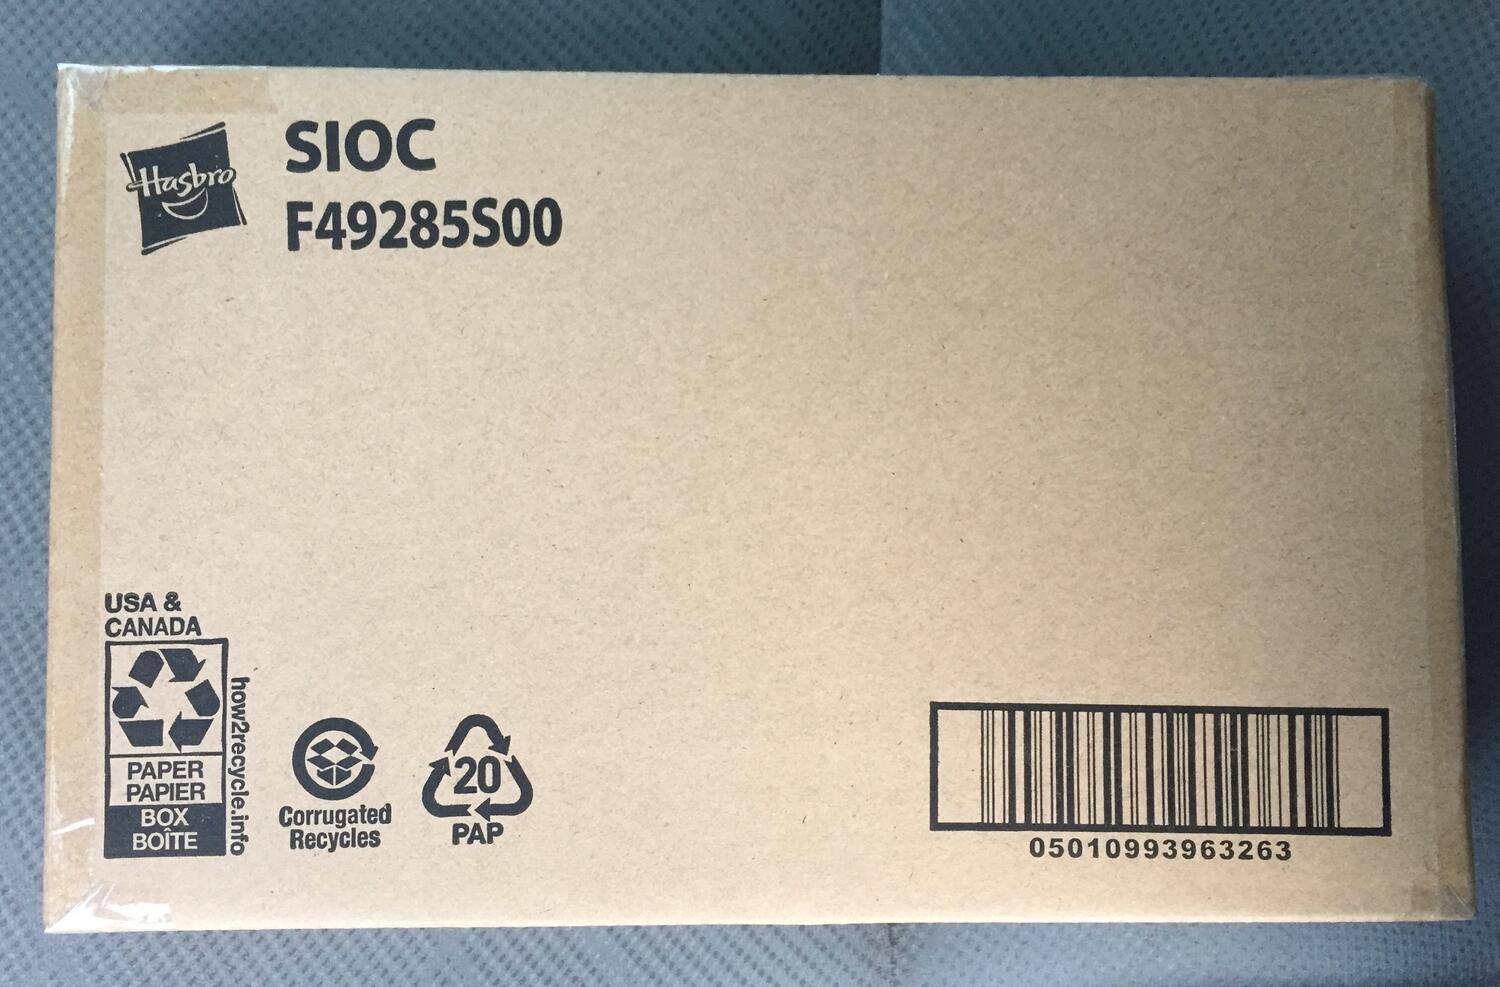 Hasbro
SIOC
F49285S00
USA &
CANADA
PAPER
PAPIER
BOX
BOÎTE
how2recycle.info
Corrugated
Recycles
20
PAP
05010993963263